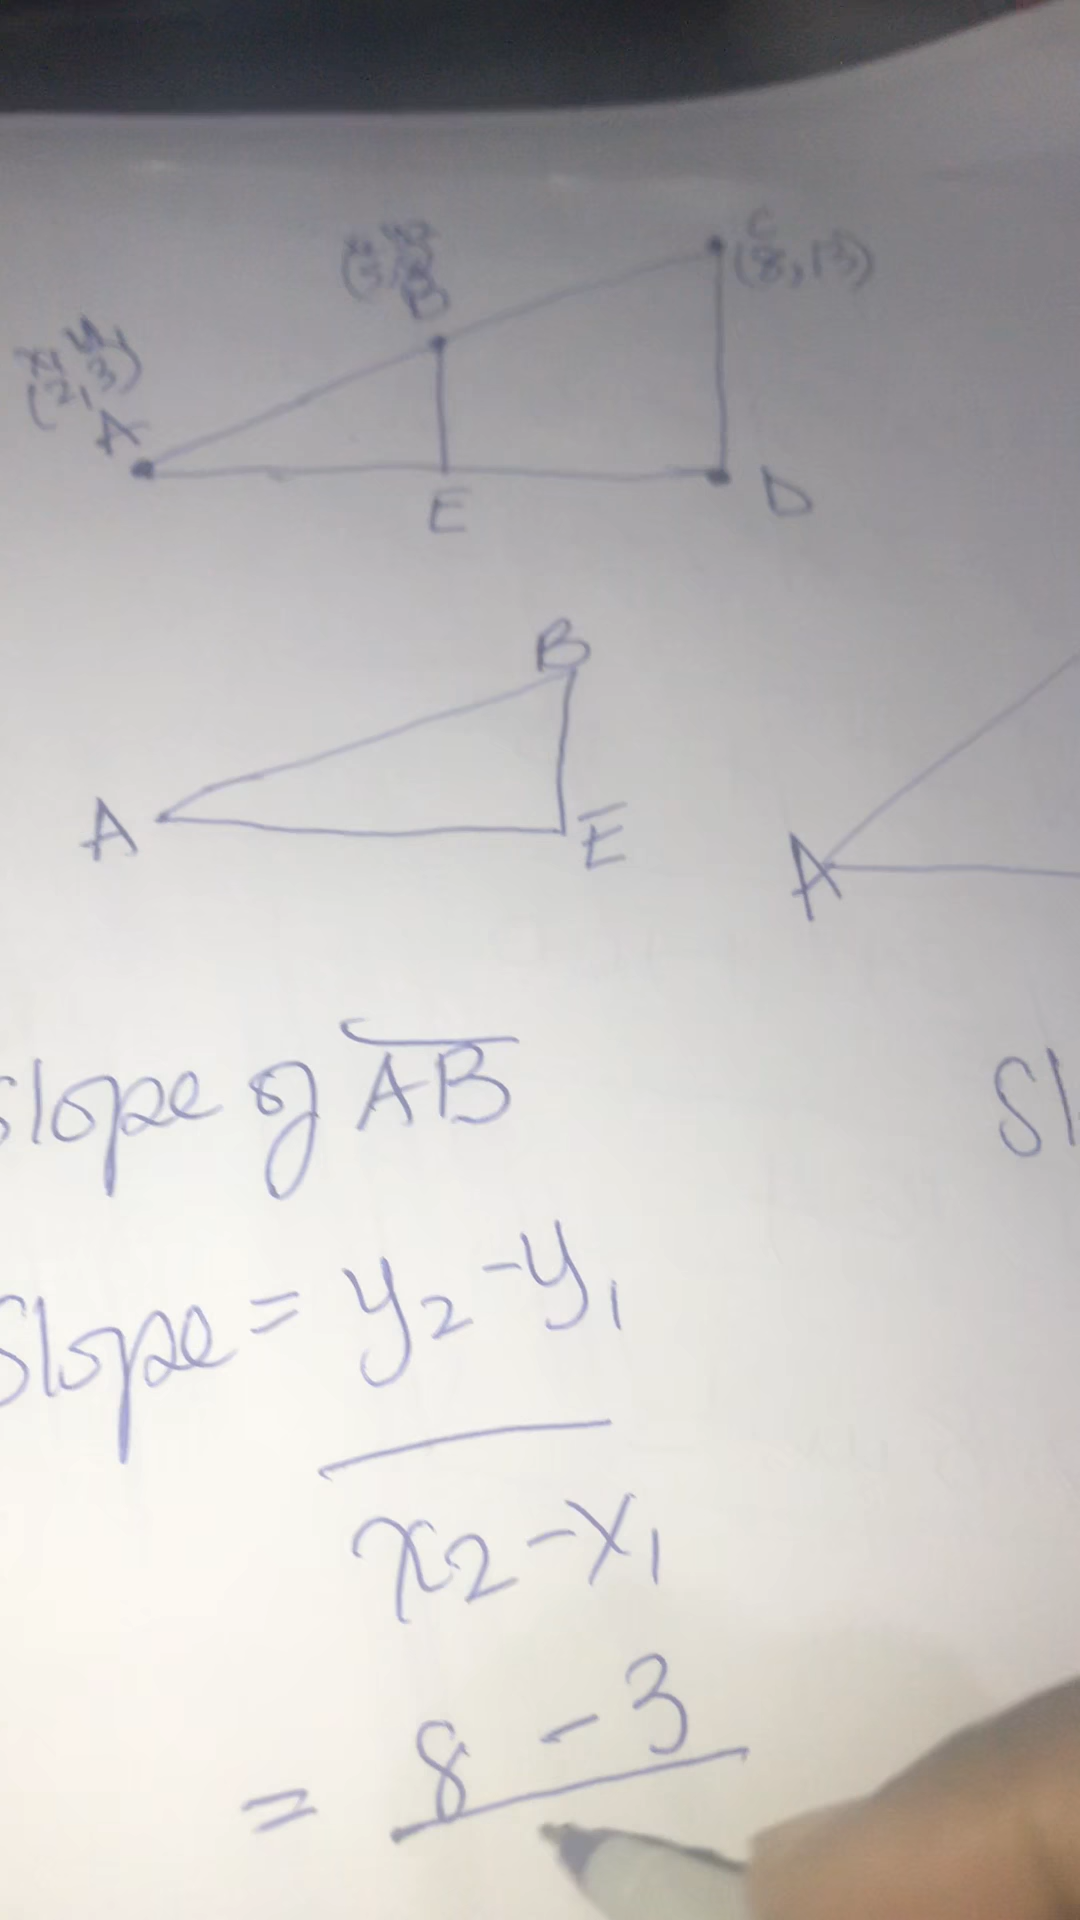 x₁ y₁
(2, 3)
A
x₂ y₂
(5, 8)
B
C
(8, 13)
E
D
B
A
E
A
Slope of AB
Sl
Slope = y₂ - y₁
x₂ - x₁
= 8 - 3